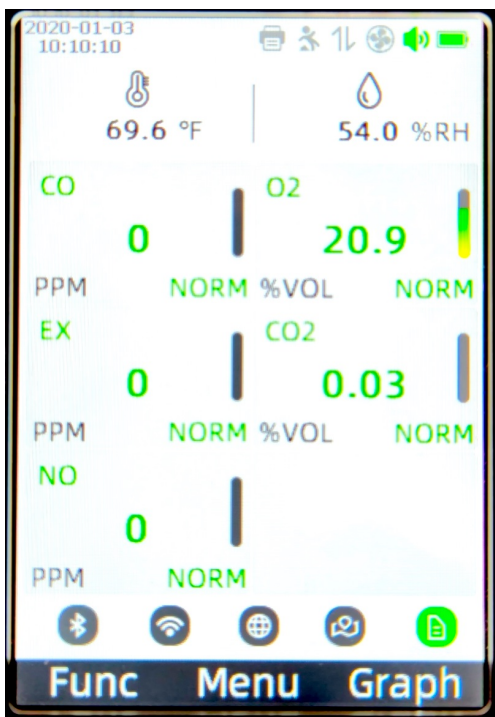 2020-01-03
10:10:10
69.6 °F
54.0 %RH
CO
O2
0
20.9
PPM NORM
%VOL NORM
EX
CO2
0
0.03
PPM NORM
%VOL NORM
NO
0
PPM NORM
Func Menu Graph